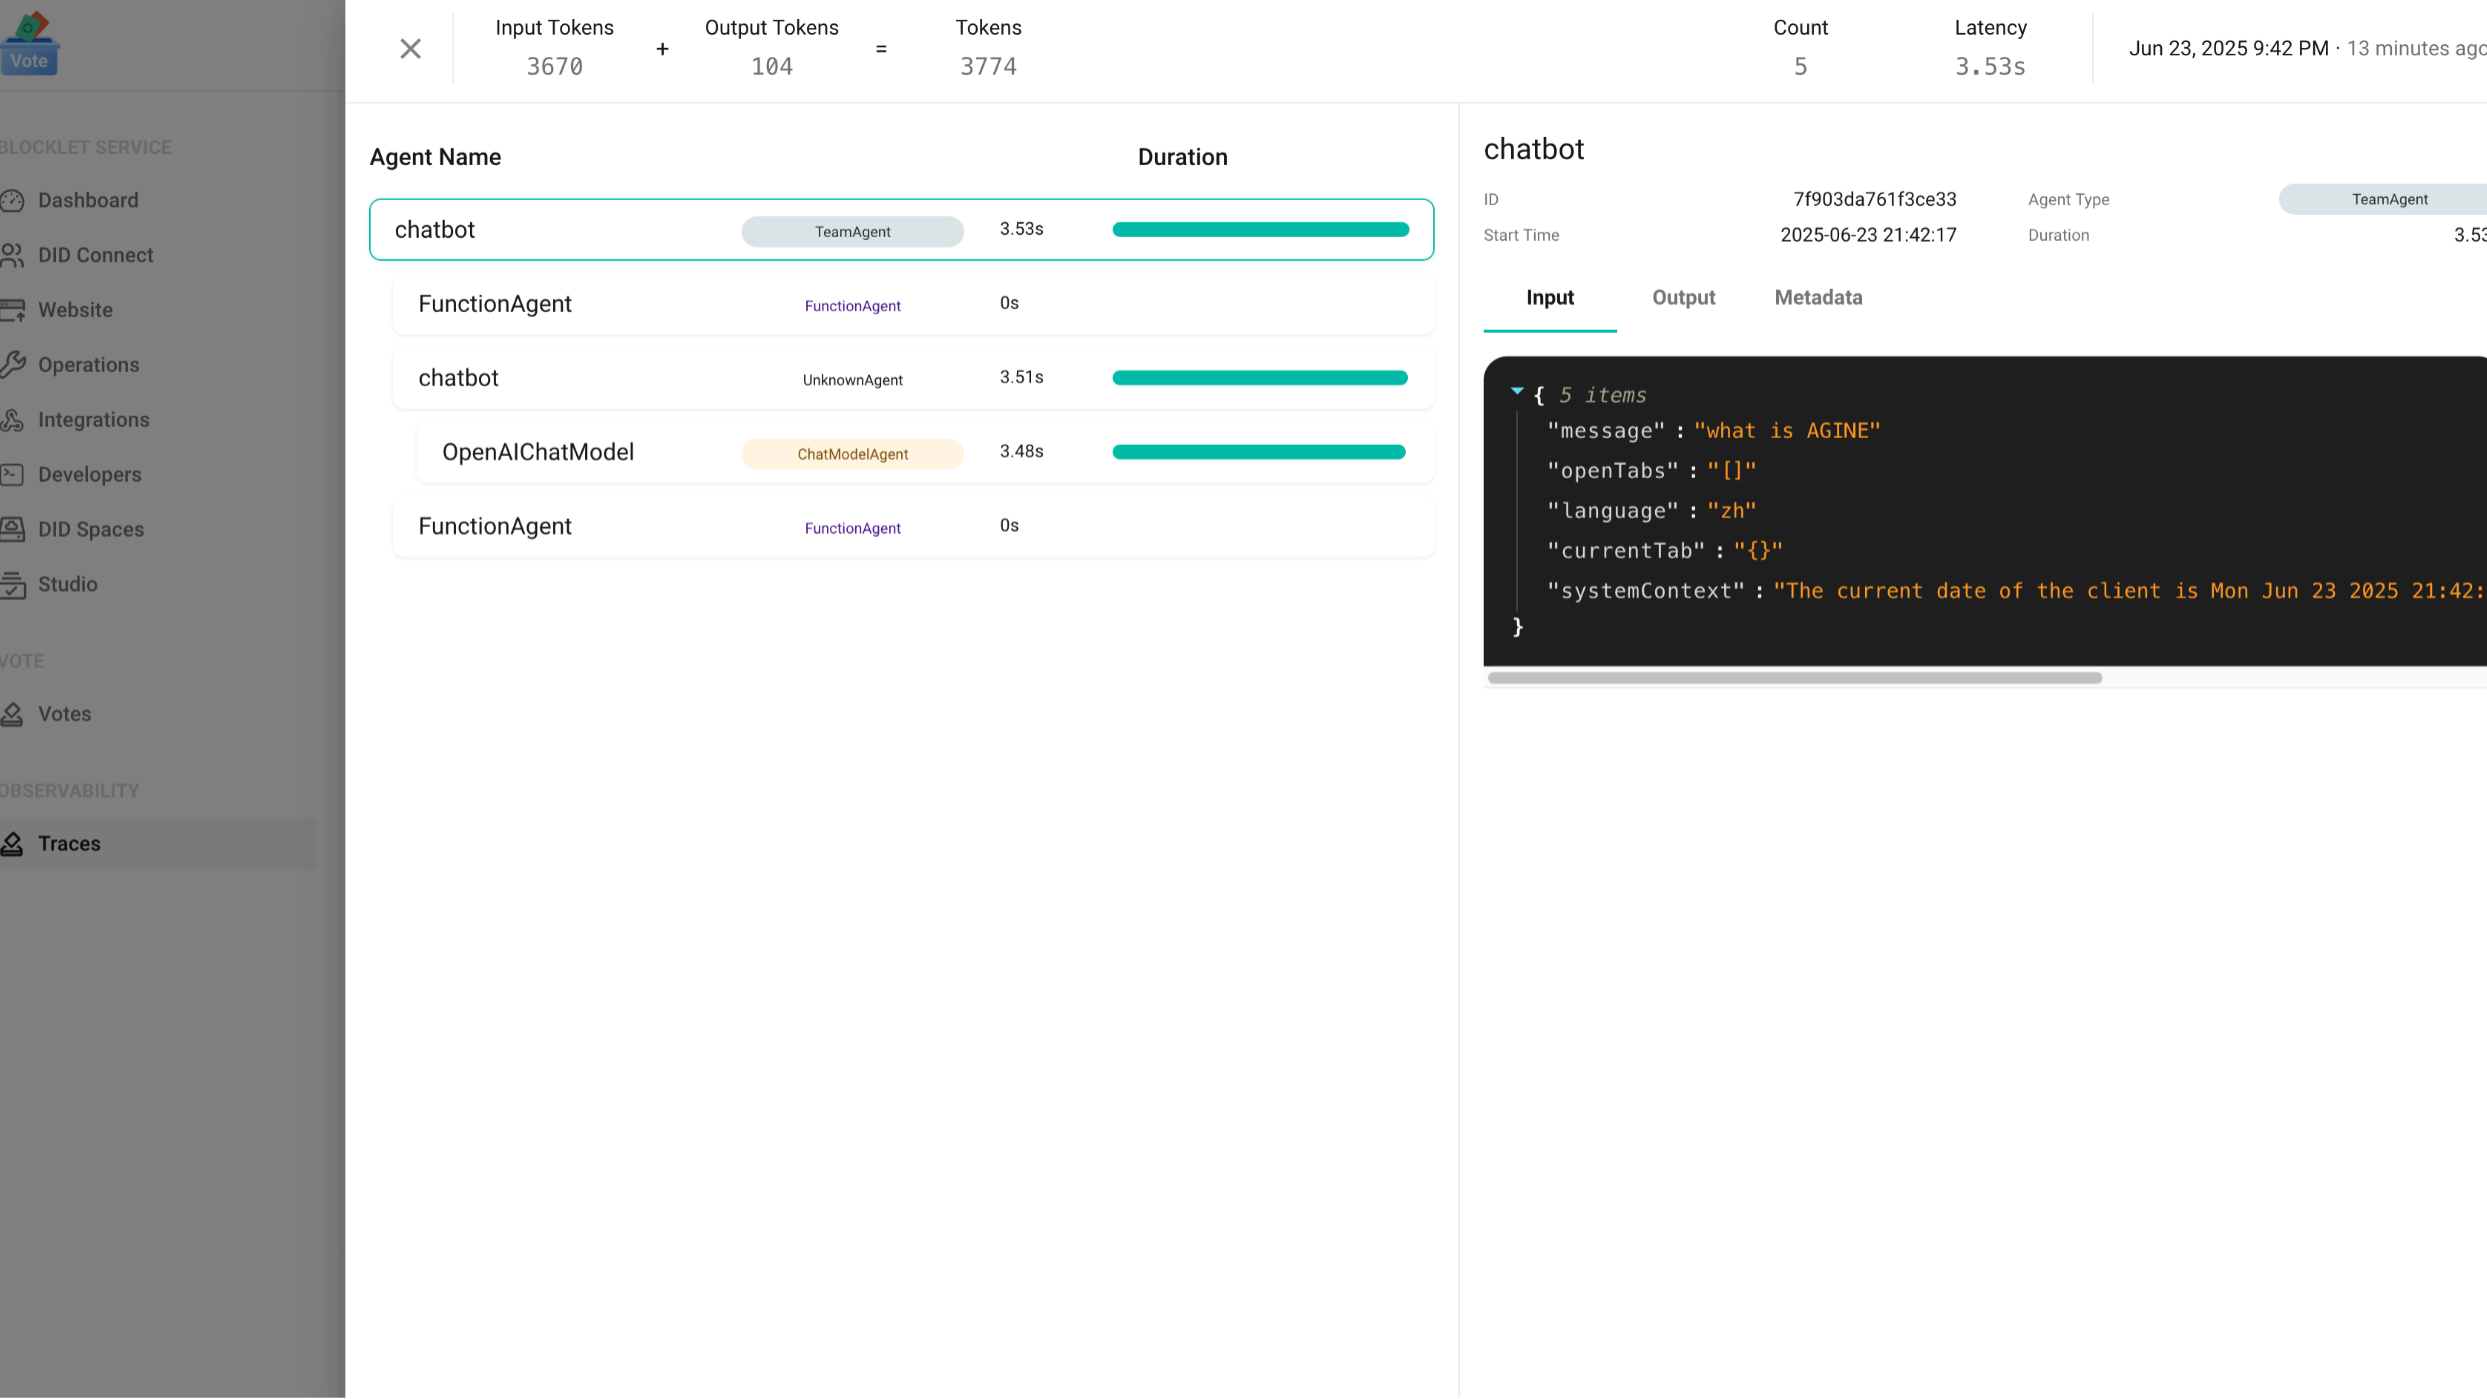 Vote
Input Tokens
3670
+
Output Tokens
104
=
Tokens
3774
Count
5
Latency
3.53s
Jun 23, 2025 9:42 PM · 13 minutes ago
BLOCKLET SERVICE
Dashboard
DID Connect
Website
Operations
Integrations
Developers
DID Spaces
Studio
VOTE
Votes
OBSERVABILITY
Traces
Agent Name
Duration
chatbot
TeamAgent
3.53s
FunctionAgent
FunctionAgent
0s
chatbot
UnknownAgent
3.51s
OpenAIChatModel
ChatModelAgent
3.48s
FunctionAgent
FunctionAgent
0s
chatbot
ID
7f903da761f3ce33
Agent Type
TeamAgent
Start Time
2025-06-23 21:42:17
Duration
3.53
Input
Output
Metadata
{ 5 items
"message" : "what is AGINE"
"openTabs" : "[]"
"language" : "zh"
"currentTab" : "{}"
"systemContext" : "The current date of the client is Mon Jun 23 2025 21:42:
}